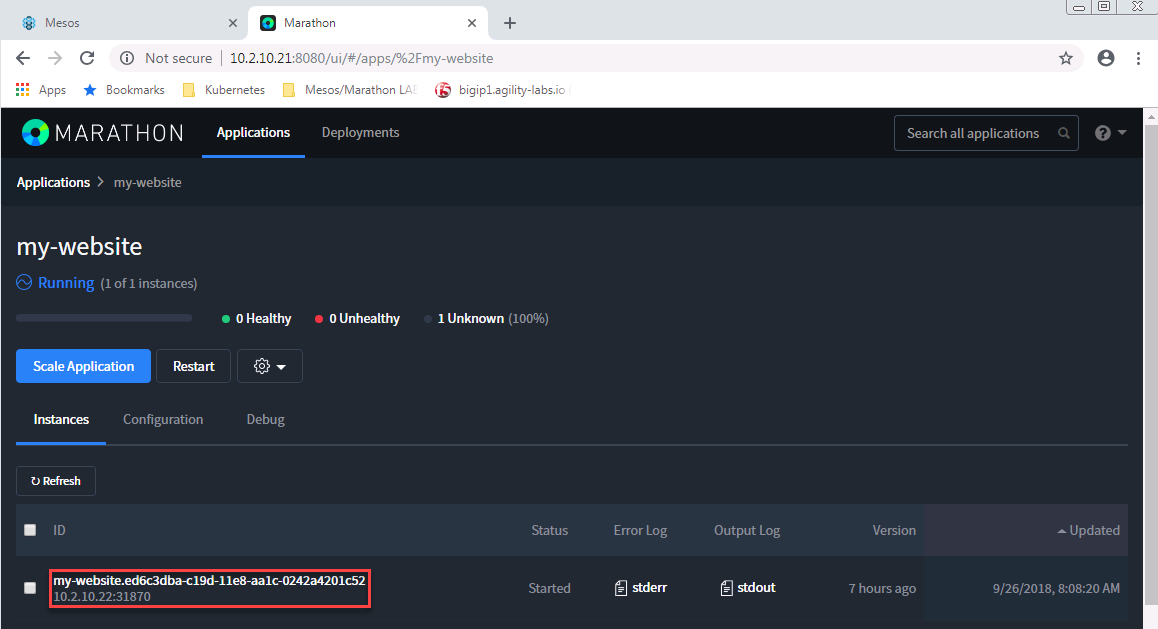 Mesos
Marathon
Not secure 10.2.10.21:8080/ui/#/apps/%2Fmy-website
Apps Bookmarks Kubernetes Mesos/Marathon LAB bigip1.agility-labs.io
MARATHON Applications Deployments Search all applications ?
Applications > my-website
my-website
Running (1 of 1 instances)
0 Healthy 0 Unhealthy 1 Unknown (100%)
Scale Application Restart
Instances Configuration Debug
Refresh
ID Status Error Log Output Log Version Updated
my-website.ed6c3dba-c19d-11e8-aa1c-0242a4201c52
10.2.10.22:31870
Started stderr stdout 7 hours ago 9/26/2018, 8:08:20 AM